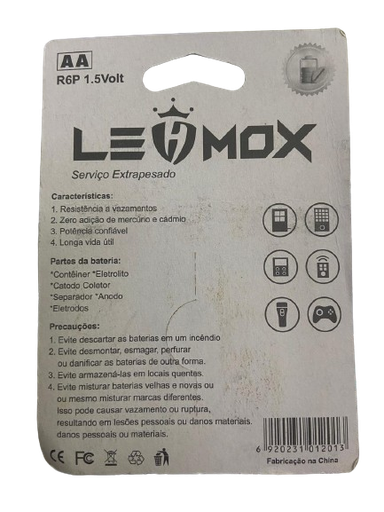 AA
R6P 1.5Volt
LEHMOX
Serviço Extrapesado
Características:
1. Resistência a vazamentos
2. Zero adição de mercúrio e cádmio
3. Potência confiável
4. Longa vida útil
Partes da bateria:
*Contêiner *Eletrolito
*Catodo Coletor
*Separador *Anodo
*Eletrodos
Precauções:
1. Evite descartar as baterias em um incêndio
2. Evite desmontar, esmagar, perfurar
ou danificar as baterias de outra forma.
3. Evite armazená-las em locais quentes.
4. Evite misturar baterias velhas e novas ou
ou mesmo misturar marcas diferentes.
Isso pode causar vazamento ou ruptura,
resultando em lesões pessoais ou danos materiais.
danos pessoais ou materiais.
CE FC
6 920231 012013
Fabricação na China